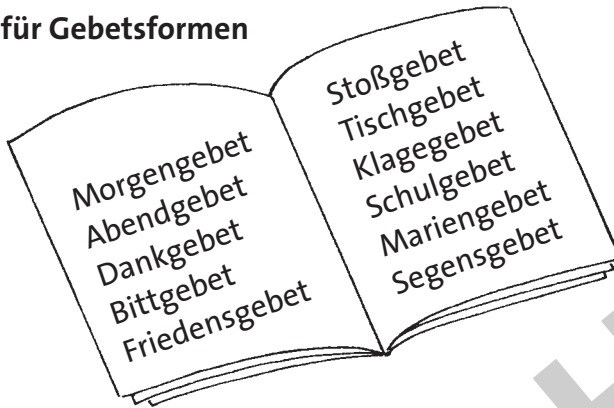 für Gebetsformen
Morgengebet
Abendgebet
Dankgebet
Bittgebet
Friedensgebet
Stoßgebet
Tischgebet
Klagegebet
Schulgebet
Mariengebet
Segensgebet